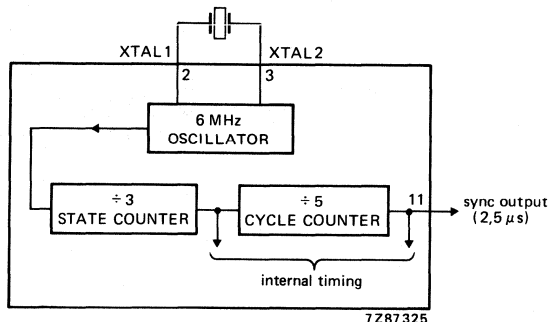 XTAL1 XTAL2
2 3
6 MHz
OSCILLATOR
÷3
STATE COUNTER
÷5
CYCLE COUNTER
11
sync output
(2,5 μs)
internal timing
7Z87325